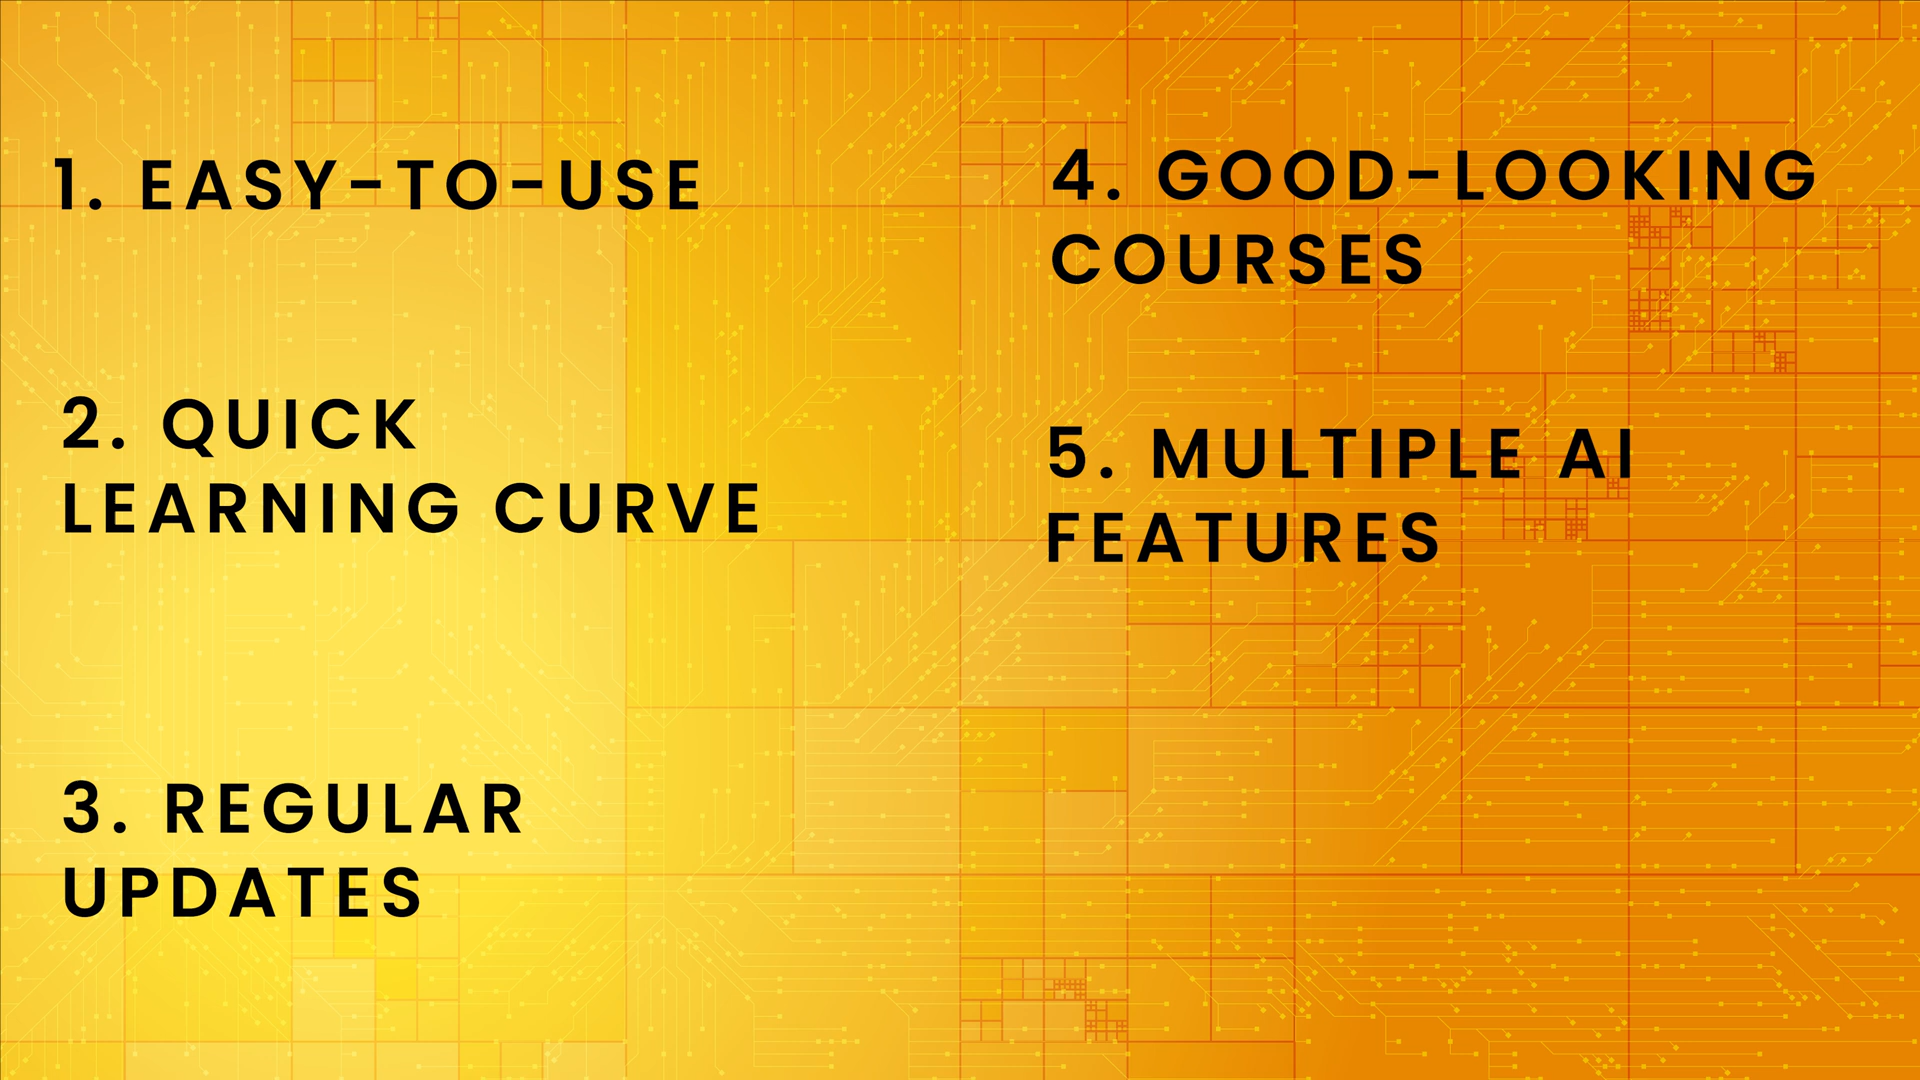 1. EASY-TO-USE
2. QUICK
LEARNING CURVE
3. REGULAR
UPDATES
4. GOOD-LOOKING
COURSES
5. MULTIPLE AI
FEATURES